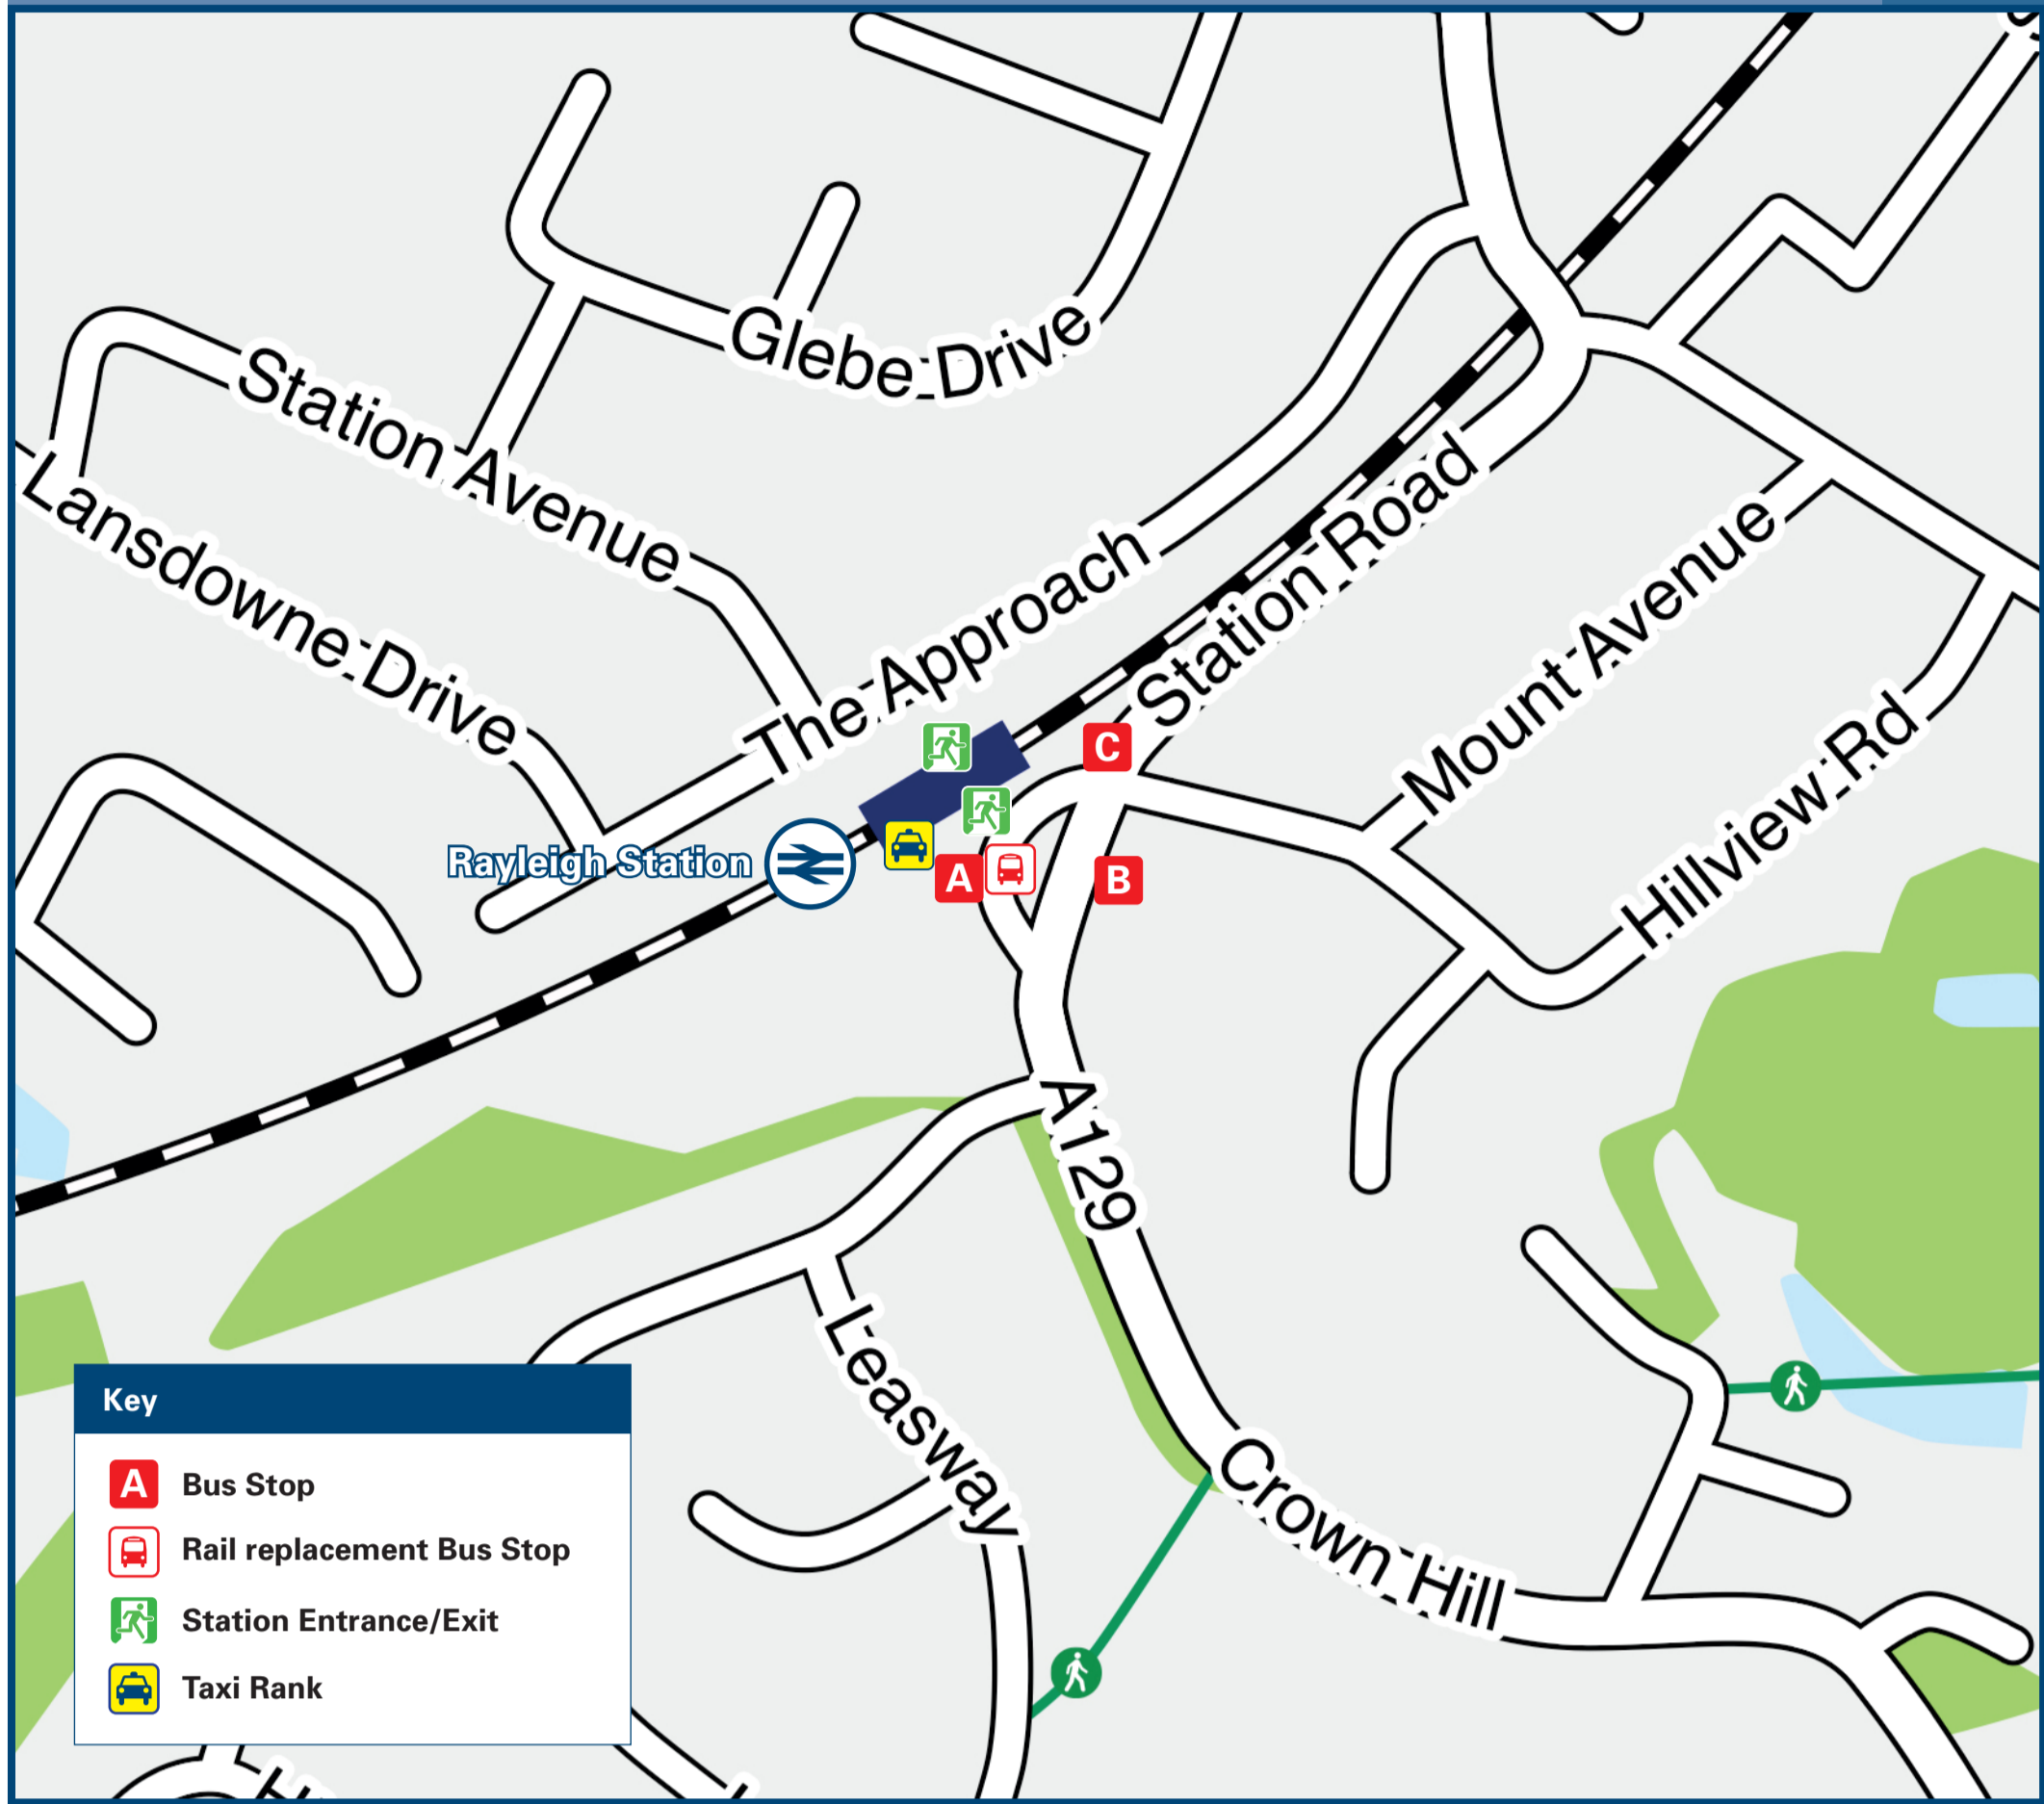 Glebe Drive
Station Avenue
Lansdowne Drive
The Approach
Station Road
Mount Avenue
Hillview Rd
C
Rayleigh Station
A
B
A129
Leasway
Crown Hill
Key
A Bus Stop
Rail replacement Bus Stop
Station Entrance/Exit
Taxi Rank